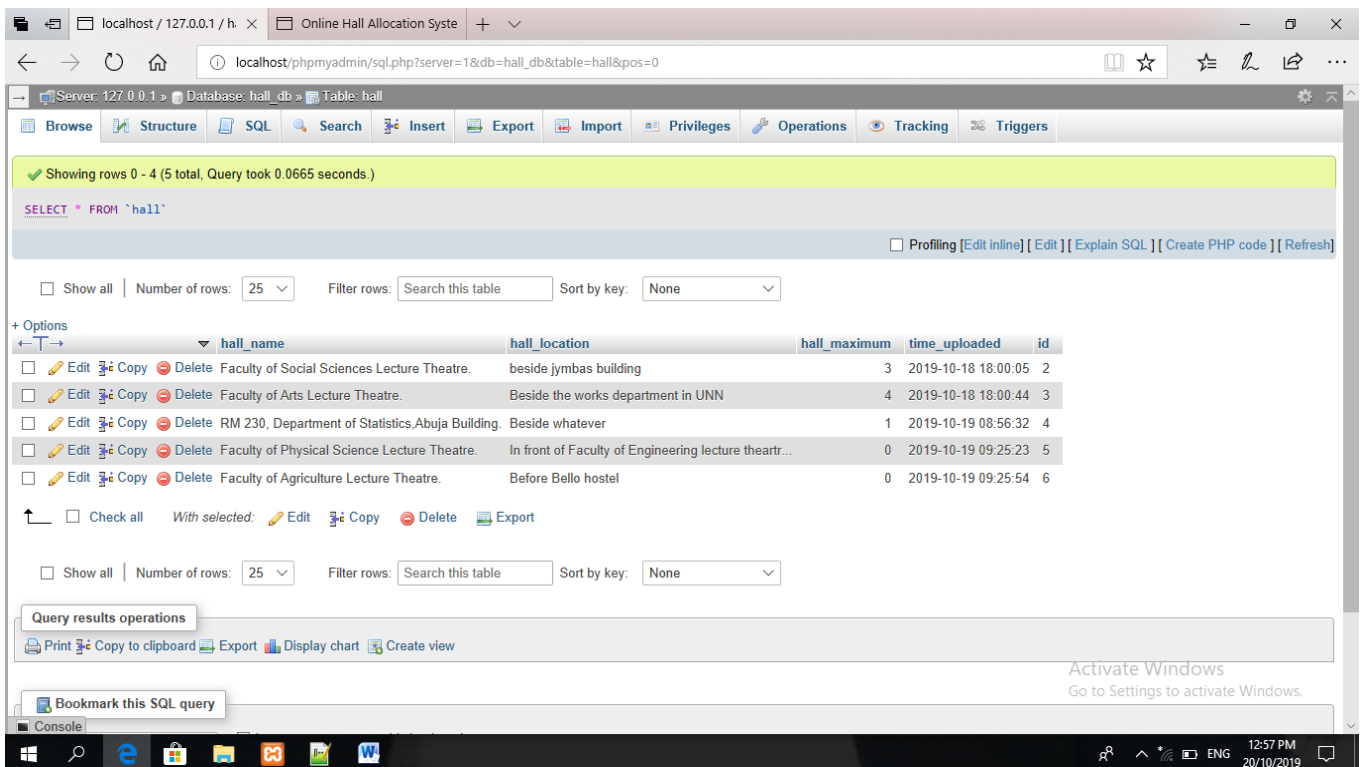 localhost / 127.0.0.1 / ha
Online Hall Allocation Syste
localhost/phpmyadmin/sql.php?server=1&db=hall_db&table=hall&pos=0
Server: 127.0.0.1 » Database: hall_db » Table: hall
Browse Structure SQL Search Insert Export Import Privileges Operations Tracking Triggers
Showing rows 0 - 4 (5 total, Query took 0.0665 seconds.)
SELECT * FROM `hall`
Profiling [Edit inline] [ Edit ] [ Explain SQL ] [ Create PHP code ] [ Refresh]
Show all | Number of rows: 25 Filter rows: Search this table Sort by key: None
+ Options
←T→ hall_name hall_location hall_maximum time_uploaded id
Edit Copy Delete Faculty of Social Sciences Lecture Theatre. beside jymbas building 3 2019-10-18 18:00:05 2
Edit Copy Delete Faculty of Arts Lecture Theatre. Beside the works department in UNN 4 2019-10-18 18:00:44 3
Edit Copy Delete RM 230, Department of Statistics,Abuja Building. Beside whatever 1 2019-10-19 08:56:32 4
Edit Copy Delete Faculty of Physical Science Lecture Theatre. In front of Faculty of Engineering lecture theartr... 0 2019-10-19 09:25:23 5
Edit Copy Delete Faculty of Agriculture Lecture Theatre. Before Bello hostel 0 2019-10-19 09:25:54 6
Check all With selected: Edit Copy Delete Export
Show all | Number of rows: 25 Filter rows: Search this table Sort by key: None
Query results operations
Print Copy to clipboard Export Display chart Create view
Activate Windows
Go to Settings to activate Windows.
Bookmark this SQL query
Console
ENG 12:57 PM
20/10/2019